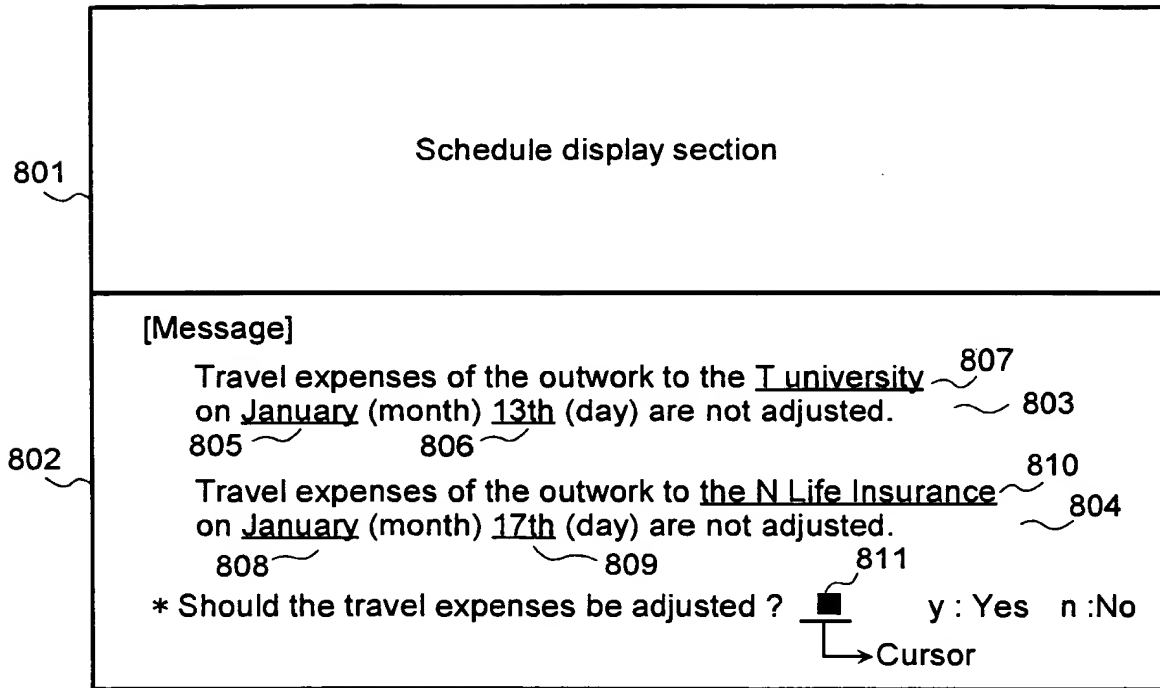 Schedule display section
801
[Message]
Travel expenses of the outwork to the T university 807
on January (month) 13th (day) are not adjusted. 803
805 806
802
Travel expenses of the outwork to the N Life Insurance 810
on January (month) 17th (day) are not adjusted. 804
808 809 811
* Should the travel expenses be adjusted ? y : Yes n :No
Cursor